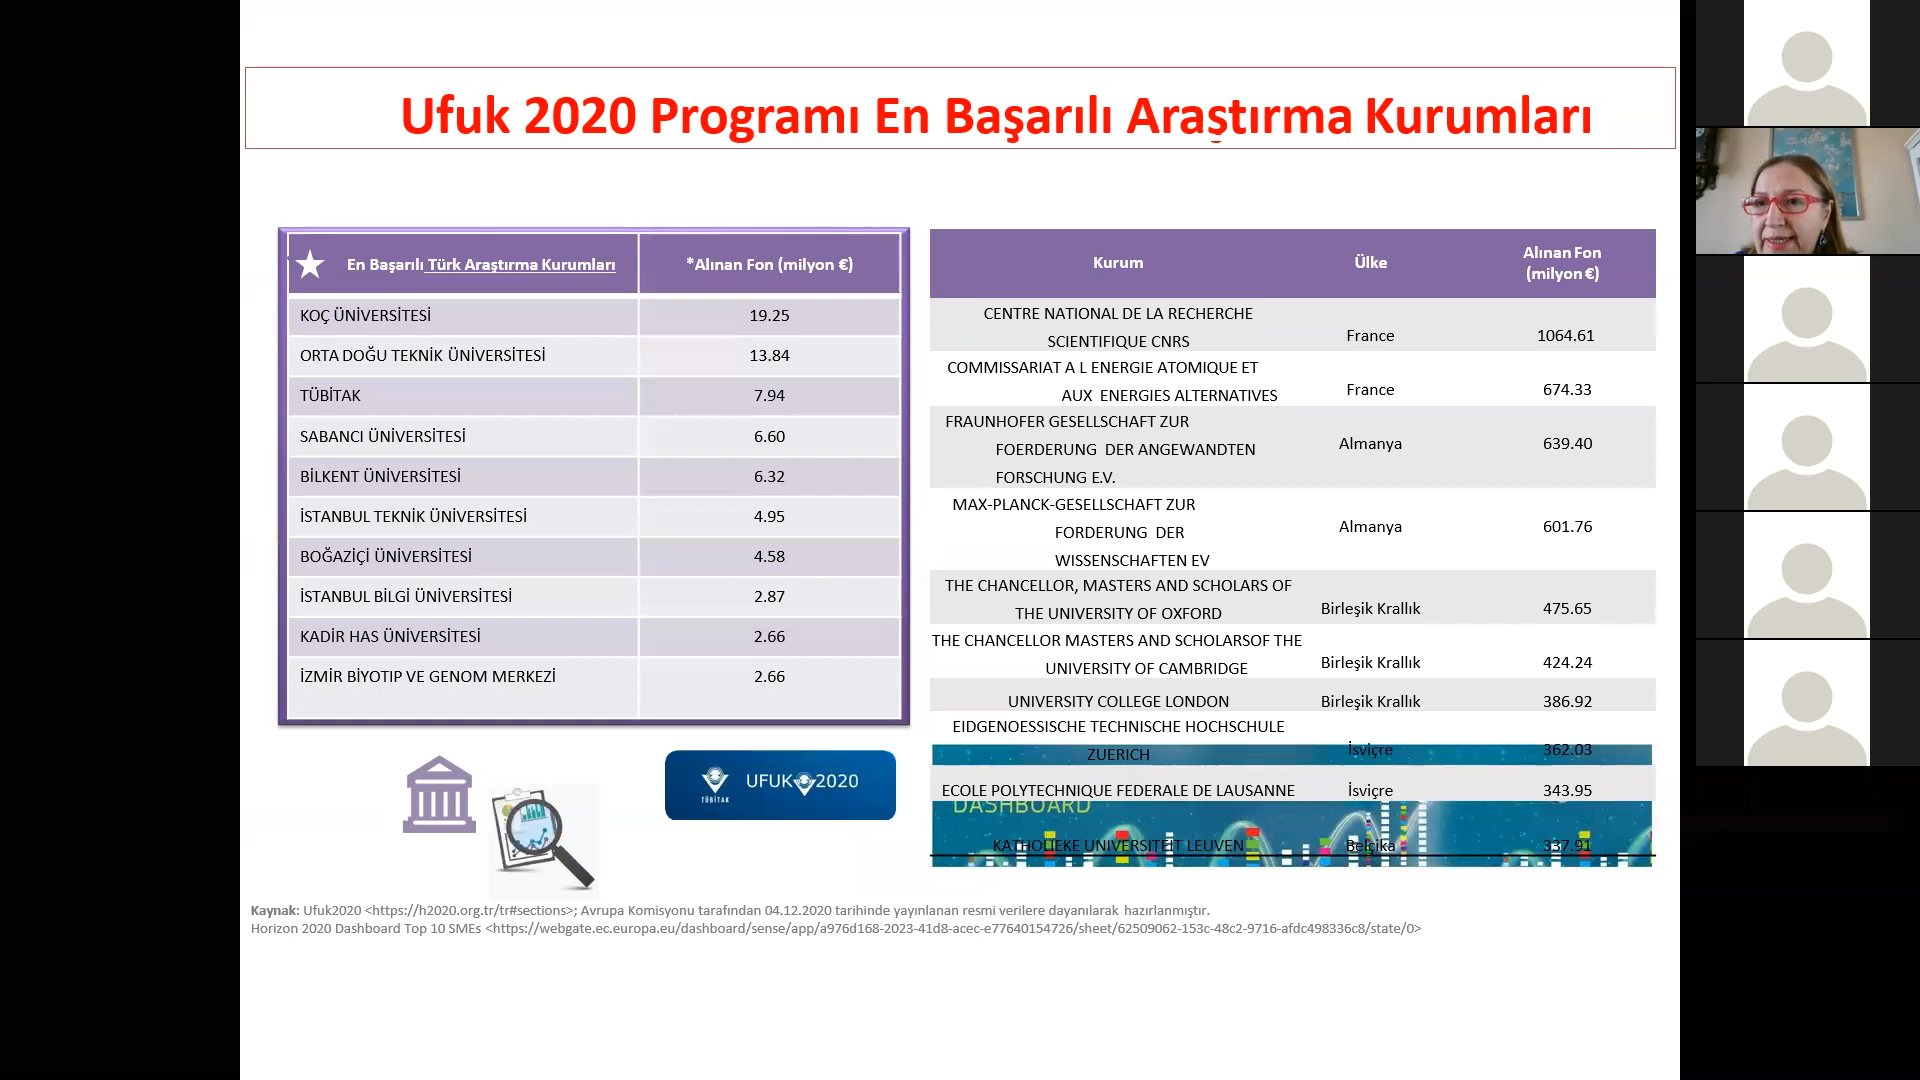 Ufuk 2020 Programı En Başarılı Araştırma Kurumları
En Başarılı Türk Araştırma Kurumları *Alınan Fon (milyon €)
KOÇ ÜNİVERSİTESİ 19.25
ORTA DOĞU TEKNİK ÜNİVERSİTESİ 13.84
TÜBİTAK 7.94
SABANCI ÜNİVERSİTESİ 6.60
BİLKENT ÜNİVERSİTESİ 6.32
İSTANBUL TEKNİK ÜNİVERSİTESİ 4.95
BOĞAZİÇİ ÜNİVERSİTESİ 4.58
İSTANBUL BİLGİ ÜNİVERSİTESİ 2.87
KADİR HAS ÜNİVERSİTESİ 2.66
İZMİR BİYOTIP VE GENOM MERKEZİ 2.66
TÜBİTAK
UFUK 2020
Kurum Ülke Alınan Fon
(milyon €)
CENTRE NATIONAL DE LA RECHERCHE
SCIENTIFIQUE CNRS France 1064.61
COMMISSARIAT A L ENERGIE ATOMIQUE ET
AUX ENERGIES ALTERNATIVES France 674.33
FRAUNHOFER GESELLSCHAFT ZUR
FOERDERUNG DER ANGEWANDTEN Almanya 639.40
FORSCHUNG E.V.
MAX-PLANCK-GESELLSCHAFT ZUR
FORDERUNG DER Almanya 601.76
WISSENSCHAFTEN EV
THE CHANCELLOR, MASTERS AND SCHOLARS OF
THE UNIVERSITY OF OXFORD Birleşik Krallık 475.65
THE CHANCELLOR MASTERS AND SCHOLARSOF THE
UNIVERSITY OF CAMBRIDGE Birleşik Krallık 424.24
UNIVERSITY COLLEGE LONDON Birleşik Krallık 386.92
EIDGENOESSISCHE TECHNISCHE HOCHSCHULE
ZUERICH İsviçre 362.03
ECOLE POLYTECHNIQUE FEDERALE DE LAUSANNE İsviçre 343.95
DASHBOARD
KATHOLIEKE UNIVERSITEIT LEUVEN Belçika 337.91
Kaynak: Ufuk2020 <https://h2020.org.tr/tr#sections>; Avrupa Komisyonu tarafından 04.12.2020 tarihinde yayınlanan resmi verilere dayanılarak hazırlanmıştır.
Horizon 2020 Dashboard Top 10 SMEs <https://webgate.ec.europa.eu/dashboard/sense/app/a976d168-2023-41d8-acec-e77640154726/sheet/62509062-153c-48c2-9716-afdc498336c8/state/0>